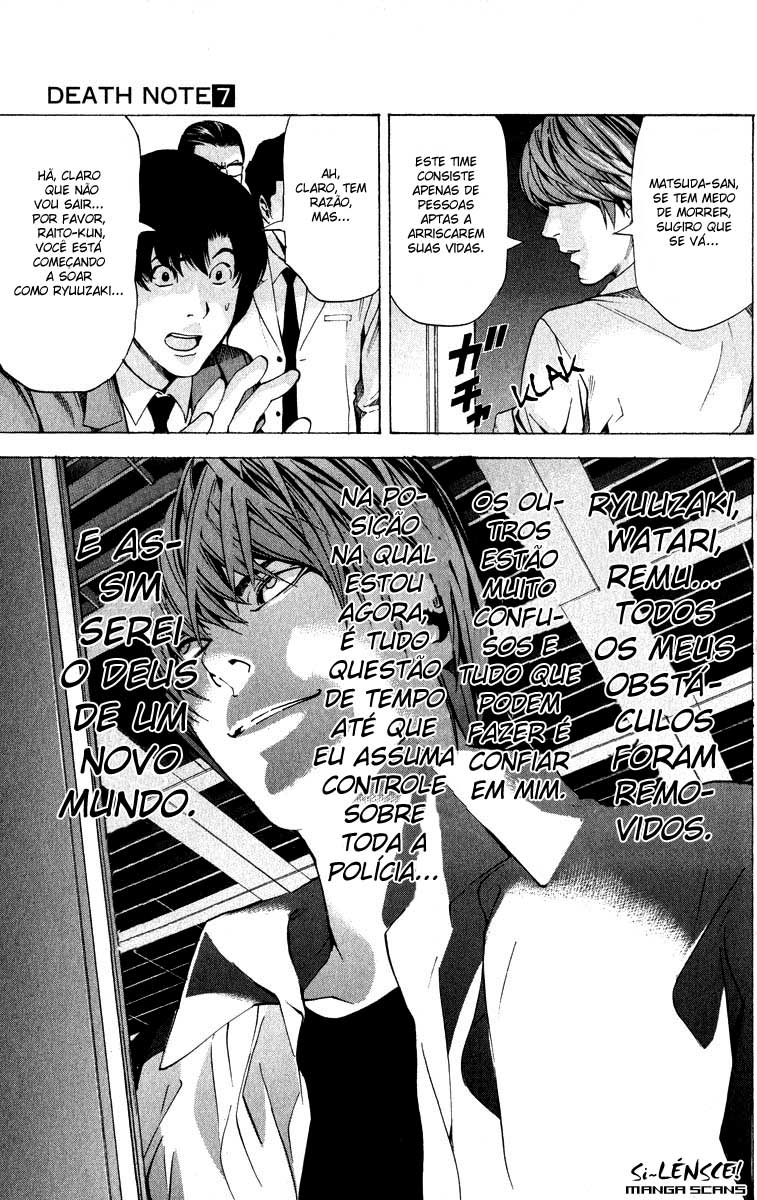 DEATH NOTE 7
MATSUDA-SAN,
SE TEM MEDO
DE MORRER,
SUGIRO QUE
SE VÁ...
ESTE TIME
CONSISTE
APENAS DE
PESSOAS
APTAS A
ARRISCAREM
SUAS VIDAS.
ガチャ
KLAK
AH,
CLARO, TEM
RAZÃO,
MAS...
HÃ, CLARO
QUE NÃO
VOU SAIR...
POR FAVOR,
RAITO-KUN,
VOCÊ ESTÁ
COMEÇANDO
A SOAR
COMO RYUUZAKI...
RYUUZAKI,
WATARI,
REMU...
TODOS
OS MEUS
OBSTÁ-
CULOS
FORAM
REMO-
VIDOS.
OS OU-
TROS
ESTÃO
MUITO
CONFU-
SOS E
TUDO QUE
PODEM
FAZER É
CONFIAR
EM MIM.
NA PO-
SIÇÃO
NA QUAL
ESTOU
AGORA,
É TUDO
QUESTÃO
DE TEMPO
ATÉ QUE
EU ASSUMA
CONTROLE
SOBRE
TODA A
POLÍCIA...
E AS-
SIM
SEREI
O DEUS
DE UM
NOVO
MUNDO.
Si~LÉNSCE!
MANGA SCANS